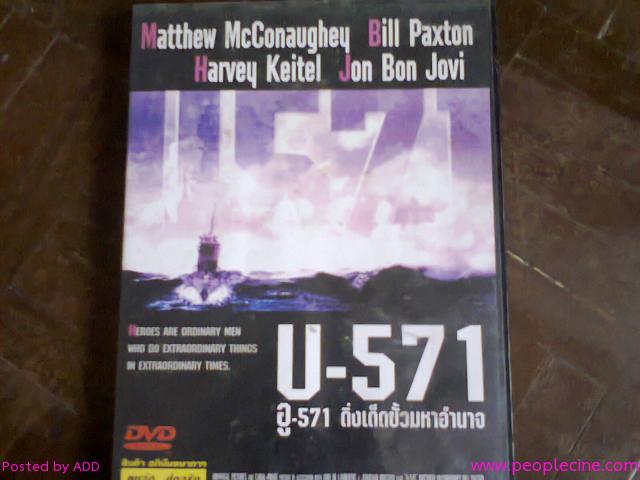 Matthew McConaughey Bill Paxton
Harvey Keitel Jon Bon Jovi
U-571
HEROES ARE ORDINARY MEN
WHO DO EXTRAORDINARY THINGS
IN EXTRAORDINARY TIMES.
U-571
อู-571 ดิ่งเด็ดขั้วมหาอำนาจ
DVD
Posted by ADD
www.peoplecine.com